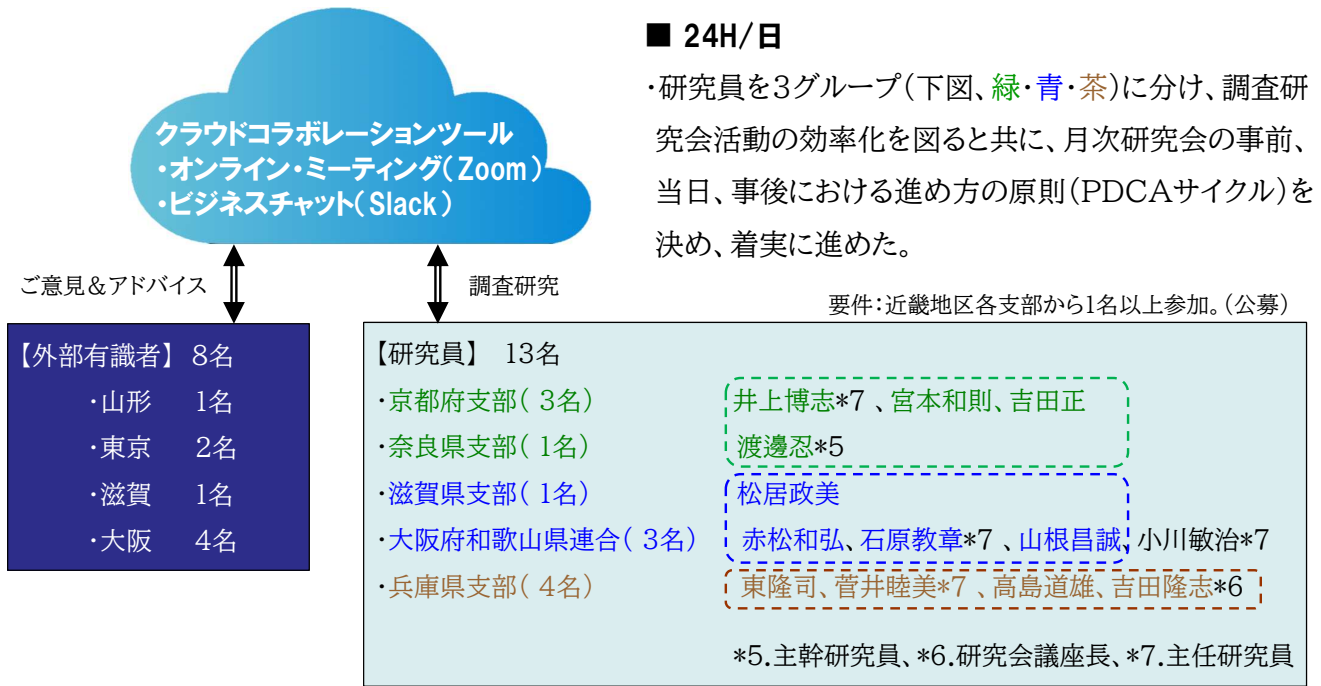 クラウドコラボレーションツール
・オンライン・ミーティング(Zoom)
・ビジネスチャット(Slack)
■ 24H/日
・研究員を3グループ(下図、緑・青・茶)に分け、調査研
究会活動の効率化を図ると共に、月次研究会の事前、
当日、事後における進め方の原則(PDCAサイクル)を
決め、着実に進めた。
ご意見&アドバイス
調査研究
要件:近畿地区各支部から1名以上参加。(公募)
【外部有識者】 8名
・山形 1名
・東京 2名
・滋賀 1名
・大阪 4名
【研究員】 13名
・京都府支部( 3名) 井上博志*7 、宮本和則、吉田正
・奈良県支部( 1名) 渡邊忍*5
・滋賀県支部( 1名) 松居政美
・大阪府和歌山県連合( 3名) 赤松和弘、石原教章*7 、山根昌誠、小川敏治*7
・兵庫県支部( 4名) 東隆司、菅井睦美*7 、高島道雄、吉田隆志*6
*5.主幹研究員、*6.研究会議座長、*7.主任研究員